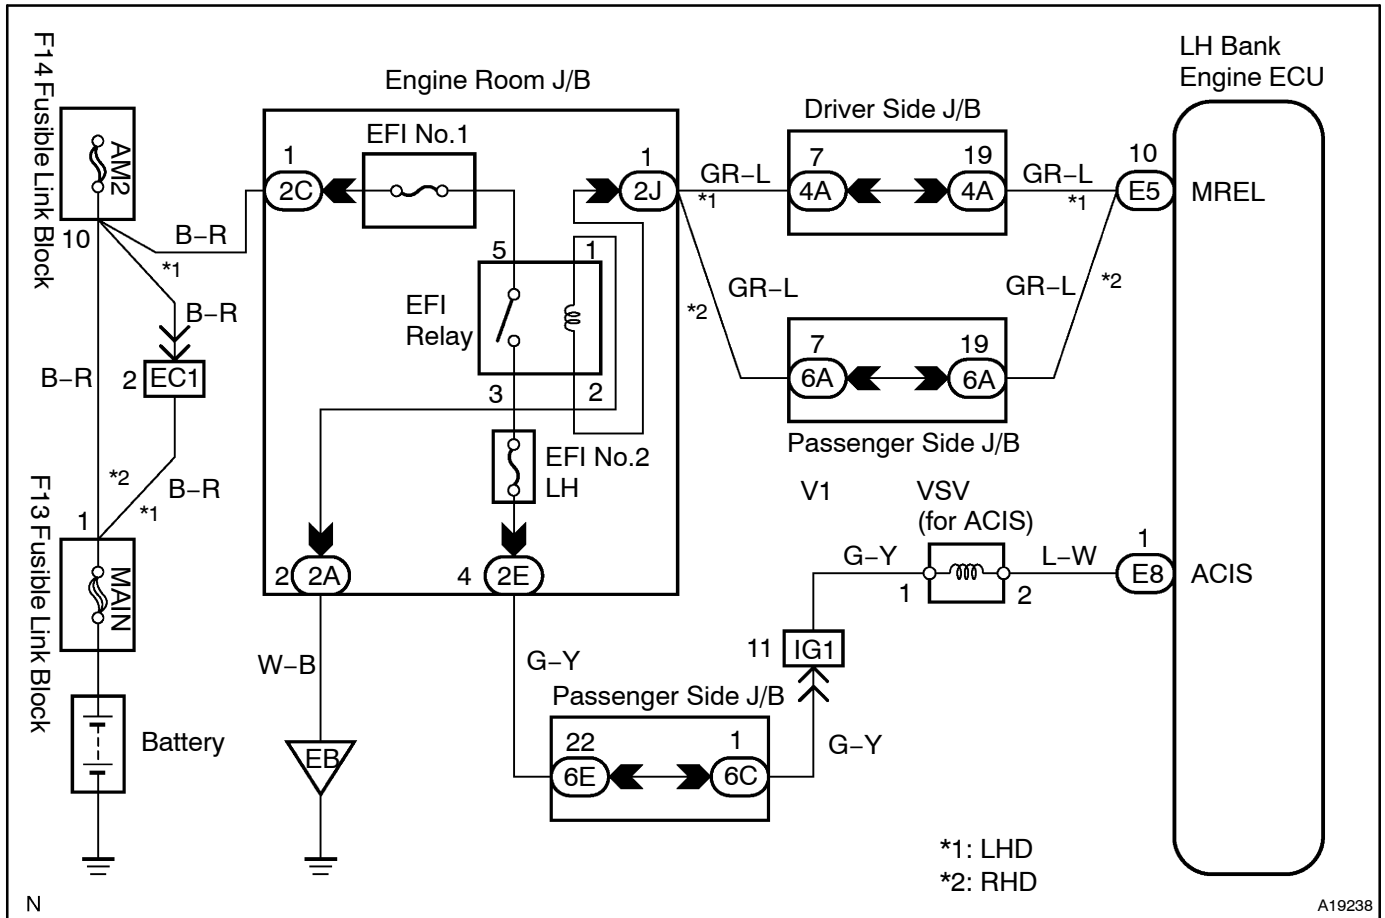 F14 Fusible Link Block
AM2
10
B–R
*1
B–R
B–R
2
EC1
*2
*1
B–R
F13 Fusible Link Block
1
MAIN
Battery
Engine Room J/B
EFI No.1
1
2C
1
2J
5
1
EFI
Relay
3
2
EFI No.2
LH
2
2A
4
2E
W–B
EB
G–Y
GR–L
*1
Driver Side J/B
7
4A
19
4A
GR–L
*1
10
E5
LH Bank
Engine ECU
MREL
GR–L
*2
GR–L
*2
7
6A
19
6A
Passenger Side J/B
V1
VSV
(for ACIS)
G–Y
1
2
L–W
1
E8
ACIS
11
IG1
Passenger Side J/B
22
6E
1
6C
G–Y
*1: LHD
*2: RHD
N
A19238